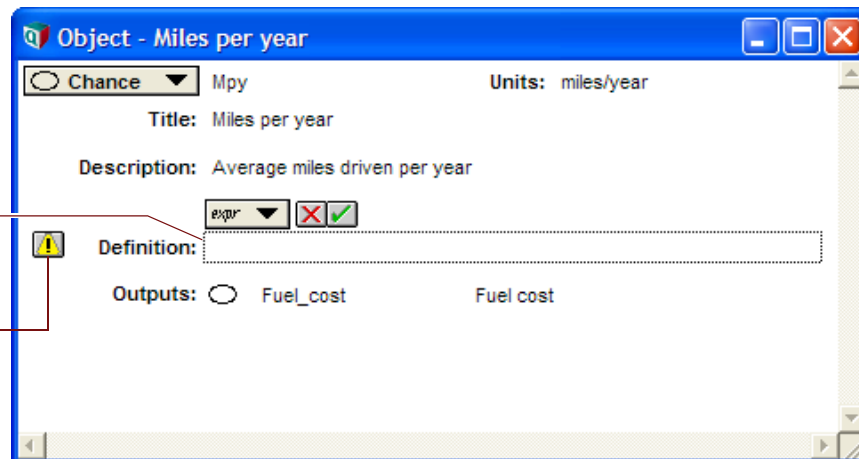 Object - Miles per year
Chance Mpy Units: miles/year
Title: Miles per year
Description: Average miles driven per year
expr
Definition:
Outputs: Fuel_cost Fuel cost